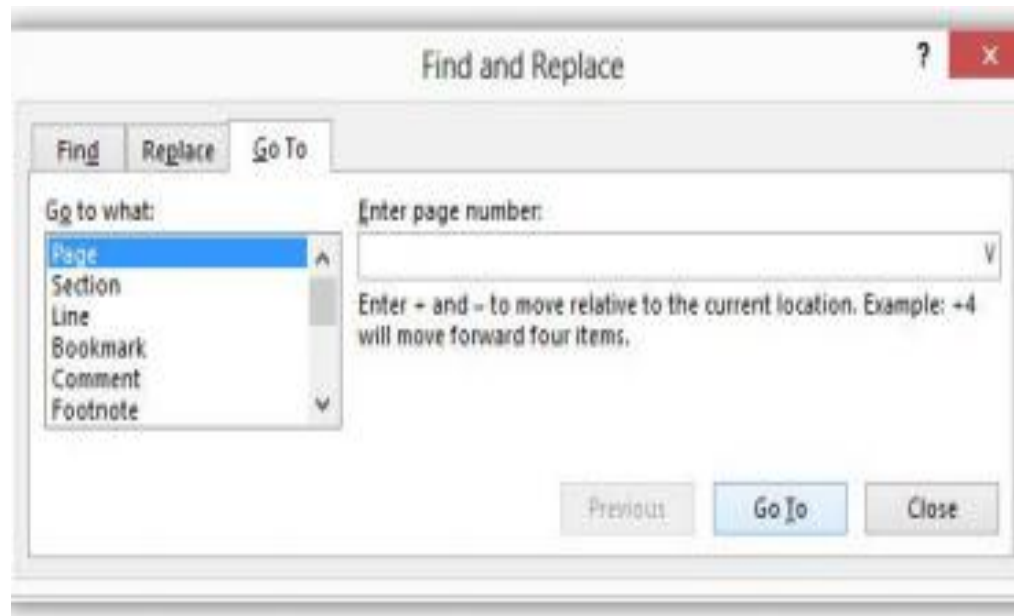 Find and Replace
? x
Find Replace Go To
Go to what:
Page
Section
Line
Bookmark
Comment
Footnote
Enter page number:
Enter + and – to move relative to the current location. Example: +4
will move forward four items.
Previous Go To Close